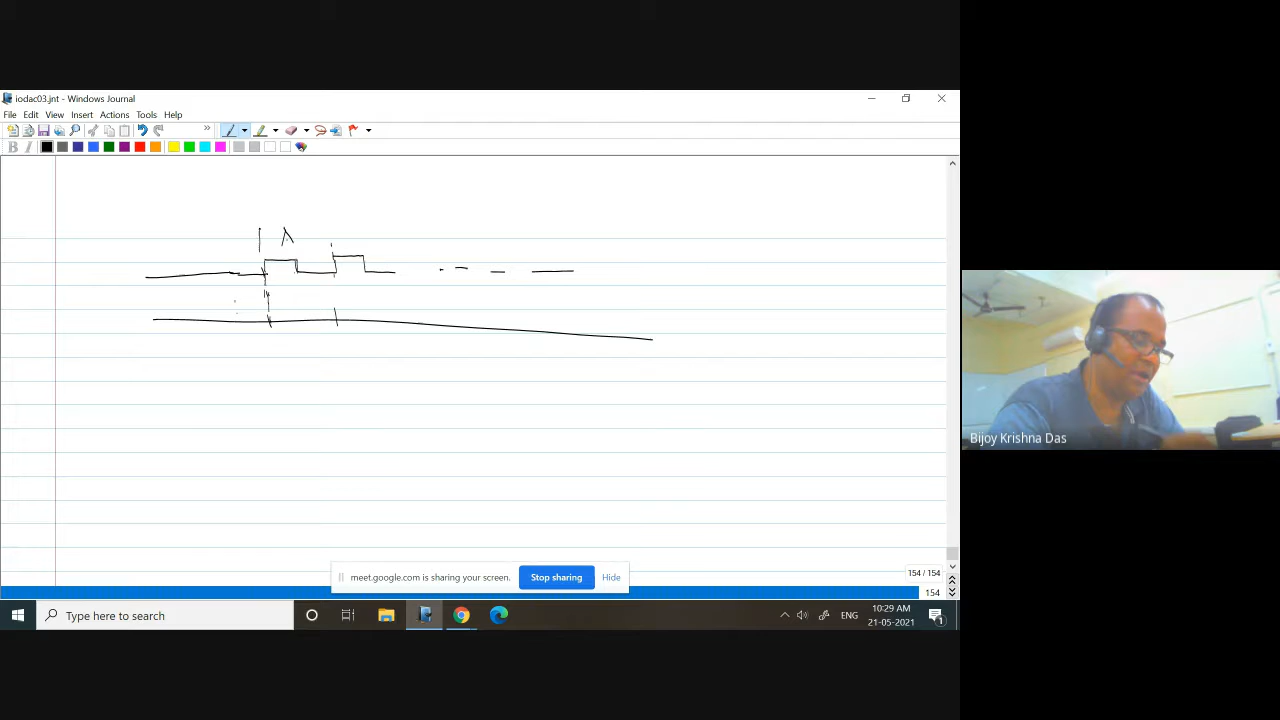 iodac03.jnt - Windows Journal
File Edit View Insert Actions Tools Help
B I
Bijoy Krishna Das
154 / 154
meet.google.com is sharing your screen. Stop sharing Hide
154
Type here to search
ENG
10:29 AM
21-05-2021
1